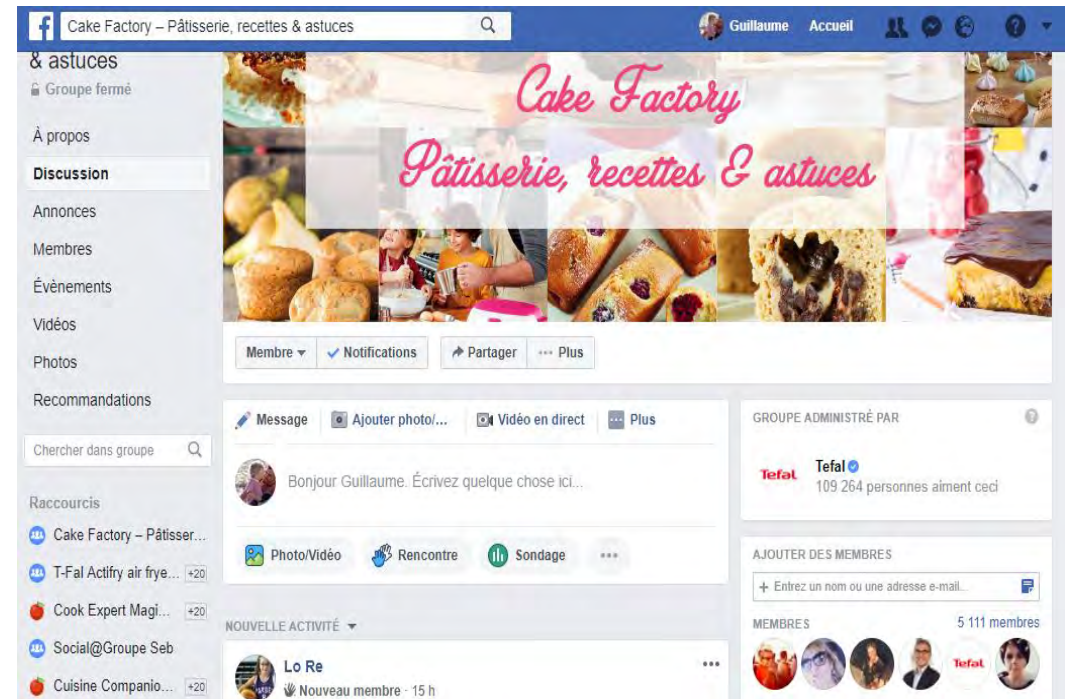 Cake Factory – Pâtisserie, recettes & astuces
Guillaume Accueil
& astuces
Groupe fermé
À propos
Discussion
Annonces
Membres
Évènements
Vidéos
Photos
Recommandations
Chercher dans groupe
Raccourcis
Cake Factory – Pâtisser...
T-Fal Actifry air frye... +20
Cook Expert Magi... +20
Social@Groupe Seb
Cuisine Companio... +20
Cake Factory
Pâtisserie, recettes & astuces
Membre Notifications Partager Plus
Message Ajouter photo/... Vidéo en direct Plus
Bonjour Guillaume. Écrivez quelque chose ici...
Photo/Vidéo Rencontre Sondage
NOUVELLE ACTIVITÉ
Lo Re
Nouveau membre · 15 h
GROUPE ADMINISTRÉ PAR
Tefal
Tefal
109 264 personnes aiment ceci
AJOUTER DES MEMBRES
+ Entrez un nom ou une adresse e-mail...
MEMBRES 5 111 membres
Tefal